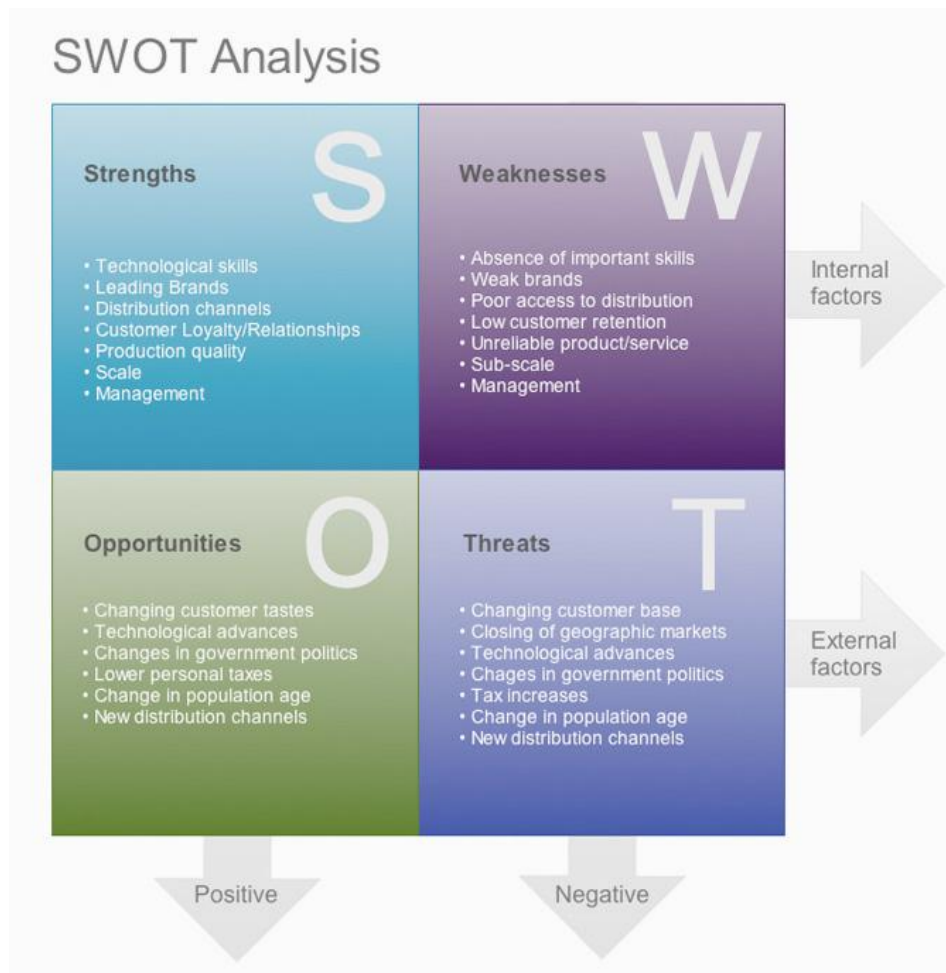 SWOT Analysis
S
Strengths
• Technological skills
• Leading Brands
• Distribution channels
• Customer Loyalty/Relationships
• Production quality
• Scale
• Management
W
Weaknesses
• Absence of important skills
• Weak brands
• Poor access to distribution
• Low customer retention
• Unreliable product/service
• Sub-scale
• Management
Internal
factors
O
Opportunities
• Changing customer tastes
• Technological advances
• Changes in government politics
• Lower personal taxes
• Change in population age
• New distribution channels
T
Threats
• Changing customer base
• Closing of geographic markets
• Technological advances
• Chages in government politics
• Tax increases
• Change in population age
• New distribution channels
External
factors
Positive
Negative